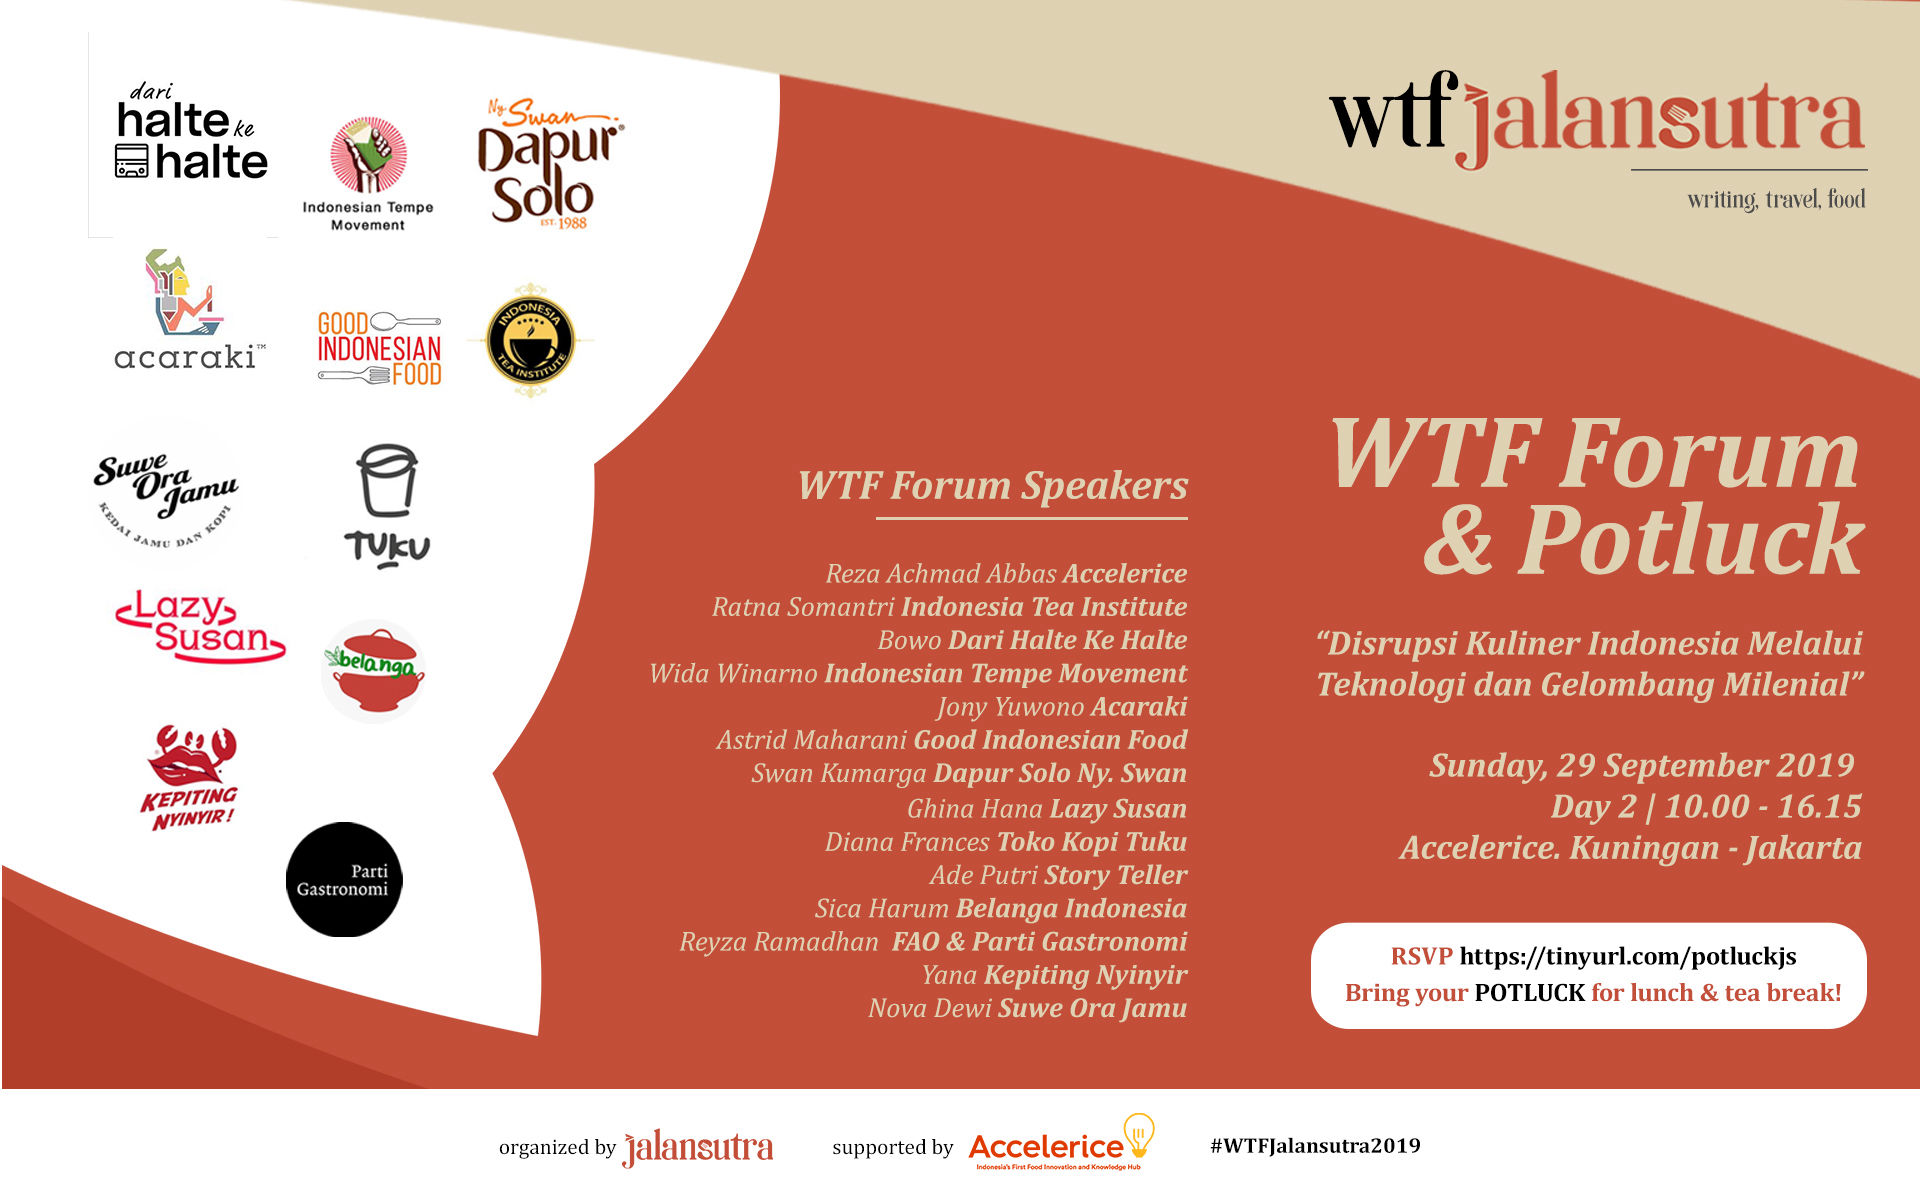 dari
halte ke
halte
Indonesian Tempe
Movement
Ny Swan
Dapur®
Solo
EST. 1988
acaraki™
GOOD
INDONESIAN
FOOD
INDONESIA
TEA INSTITUTE
Suwe
Ora
Jamu
KEDAI JAMU DAN KOPI
TUKU
Lazy
Susan
belanga
KEPITING
NYINYIR!
Parti
Gastronomi
wtf jalansutra
writing, travel, food
WTF Forum Speakers
Reza Achmad Abbas Accelerice
Ratna Somantri Indonesia Tea Institute
Bowo Dari Halte Ke Halte
Wida Winarno Indonesian Tempe Movement
Jony Yuwono Acaraki
Astrid Maharani Good Indonesian Food
Swan Kumarga Dapur Solo Ny. Swan
Ghina Hana Lazy Susan
Diana Frances Toko Kopi Tuku
Ade Putri Story Teller
Sica Harum Belanga Indonesia
Reyza Ramadhan FAO & Parti Gastronomi
Yana Kepiting Nyinyir
Nova Dewi Suwe Ora Jamu
WTF Forum
& Potluck
“Disrupsi Kuliner Indonesia Melalui
Teknologi dan Gelombang Milenial”
Sunday, 29 September 2019
Day 2 | 10.00 - 16.15
Accelerice. Kuningan - Jakarta
RSVP https://tinyurl.com/potluckjs
Bring your POTLUCK for lunch & tea break!
organized by jalansutra
supported by Accelerice
Indonesia's First Food Innovation and Knowledge Hub
#WTFJalansutra2019